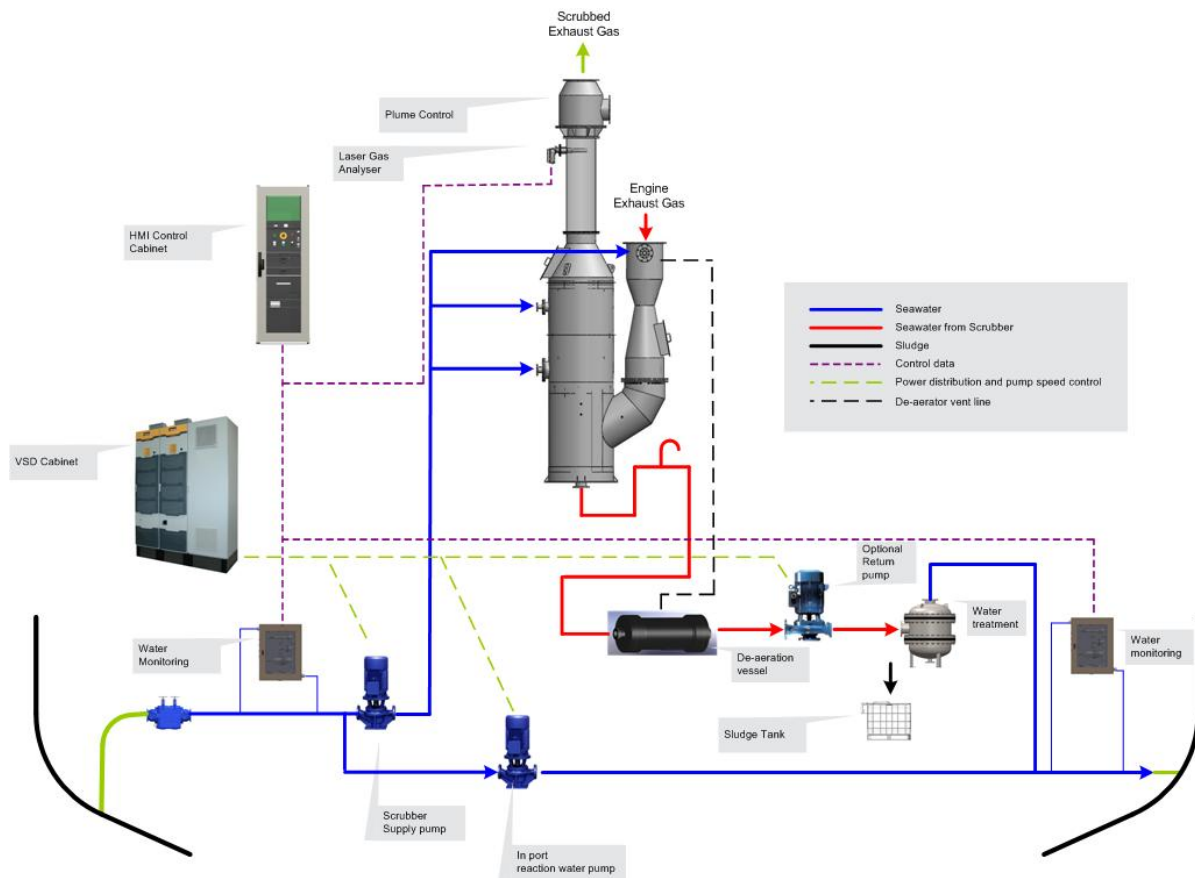 Scrubbed
Exhaust Gas
Plume Control
Laser Gas
Analyser
Engine
Exhaust Gas
HMI Control
Cabinet
Seawater
Seawater from Scrubber
Sludge
Control data
Power distribution and pump speed control
De-aerator vent line
VSD Cabinet
Optional
Return
pump
Water
treatment
Water
Monitoring
De-aeration
vessel
Water
monitoring
Sludge Tank
Scrubber
Supply pump
In port
reaction water pump